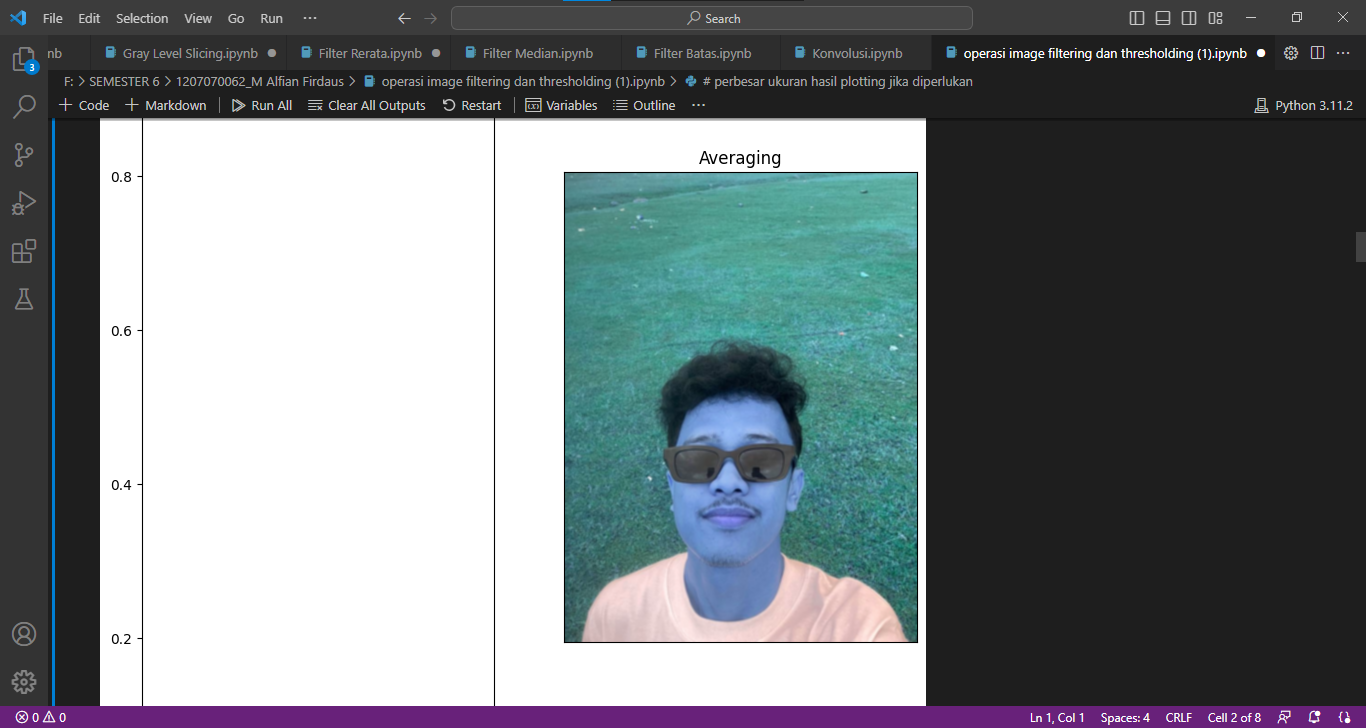 File Edit Selection View Go Run ··· Search
nb Gray Level Slicing.ipynb Filter Rerata.ipynb Filter Median.ipynb Filter Batas.ipynb Konvolusi.ipynb operasi image filtering dan thresholding (1).ipynb
3
F: > SEMESTER 6 > 1207070062_M Alfian Firdaus > operasi image filtering dan thresholding (1).ipynb > # perbesar ukuran hasil plotting jika diperlukan
+ Code + Markdown Run All Clear All Outputs Restart Variables Outline ··· Python 3.11.2
Averaging
0.8
0.6
0.4
0.2
0 0 Ln 1, Col 1 Spaces: 4 CRLF Cell 2 of 8